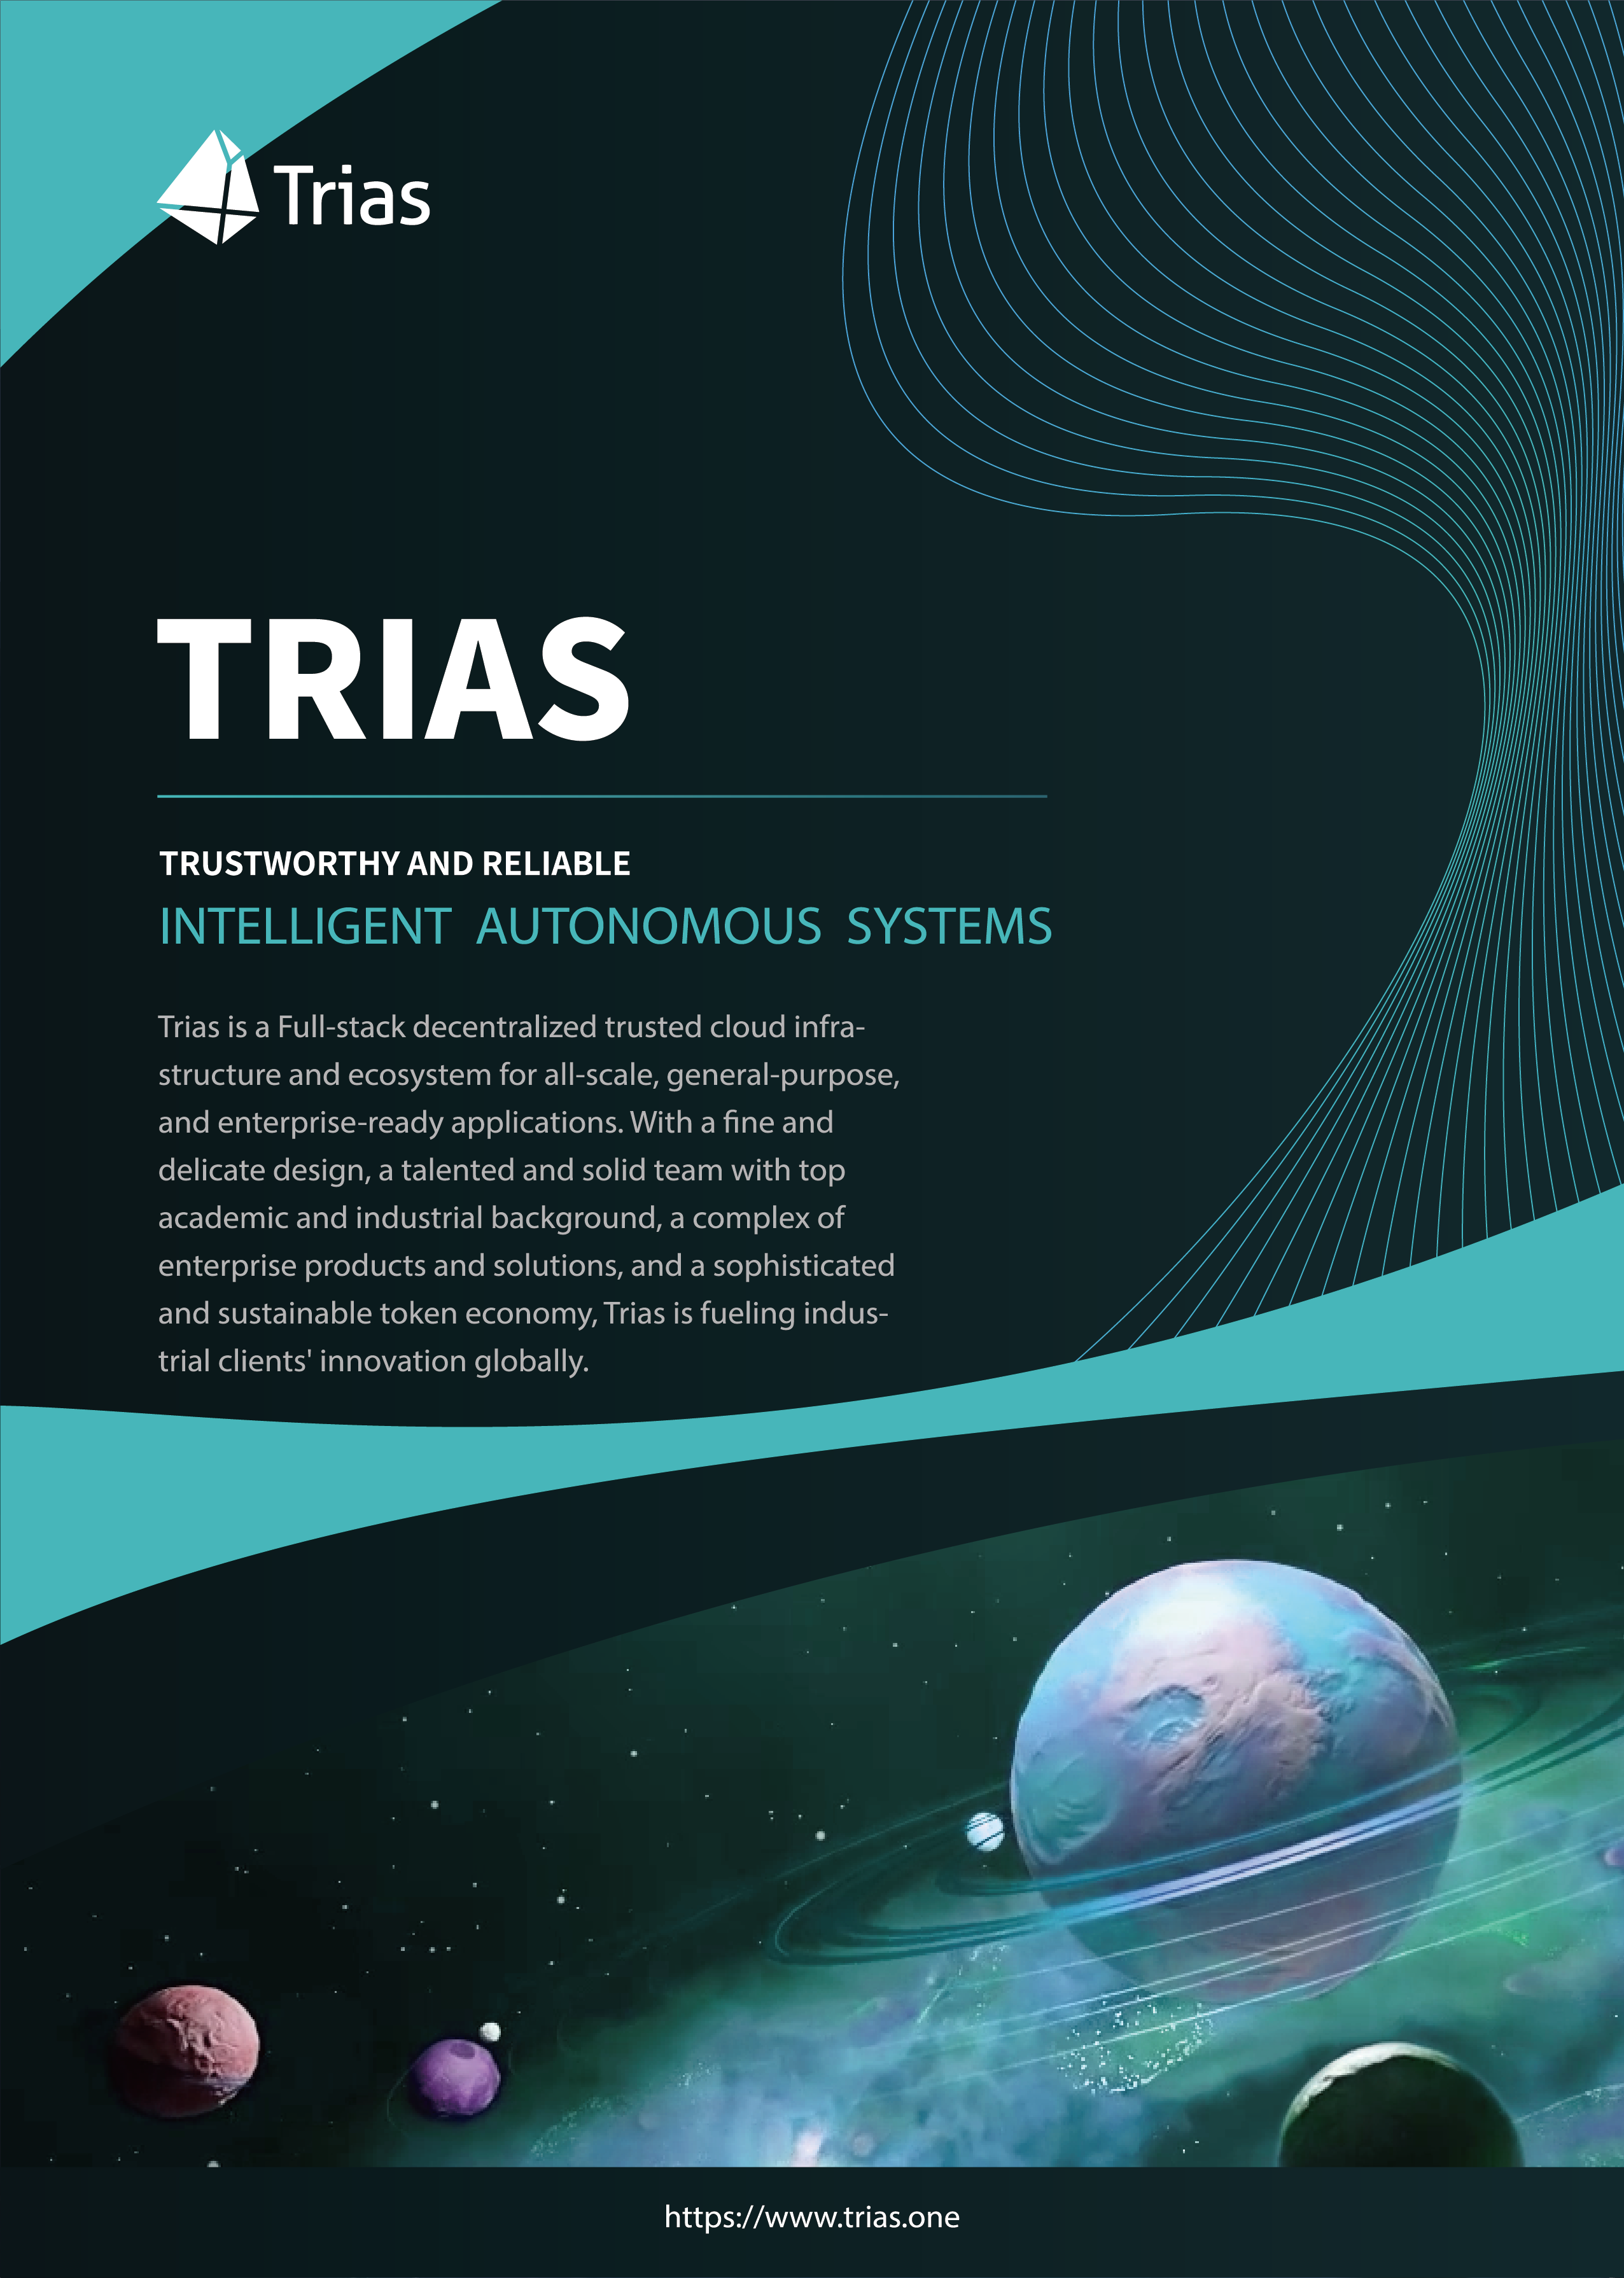 Trias
TRIAS
TRUSTWORTHY AND RELIABLE
INTELLIGENT AUTONOMOUS SYSTEMS
Trias is a Full-stack decentralized trusted cloud infra-
structure and ecosystem for all-scale, general-purpose,
and enterprise-ready applications. With a fine and
delicate design, a talented and solid team with top
academic and industrial background, a complex of
enterprise products and solutions, and a sophisticated
and sustainable token economy, Trias is fueling indus-
trial clients' innovation globally.
https://www.trias.one